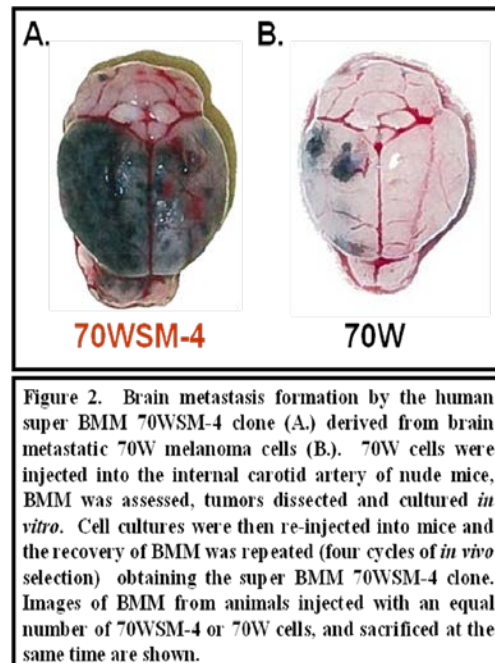 A.
B.
70WSM-4
70W
Figure 2. Brain metastasis formation by the human
super BMM 70WSM-4 clone (A.) derived from brain
metastatic 70W melanoma cells (B.). 70W cells were
injected into the internal carotid artery of nude mice,
BMM was assessed, tumors dissected and cultured in
vitro. Cell cultures were then re-injected into mice and
the recovery of BMM was repeated (four cycles of in vivo
selection) obtaining the super BMM 70WSM-4 clone.
Images of BMM from animals injected with an equal
number of 70WSM-4 or 70W cells, and sacrificed at the
same time are shown.